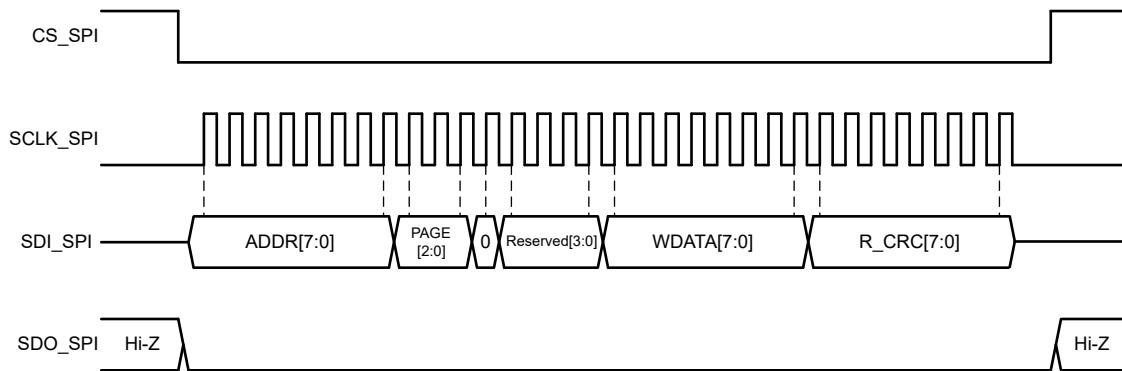 CS_SPI
SCLK_SPI
SDI_SPI
ADDR[7:0]
PAGE
[2:0]
0
Reserved[3:0]
WDATA[7:0]
R_CRC[7:0]
SDO_SPI
Hi-Z
Hi-Z